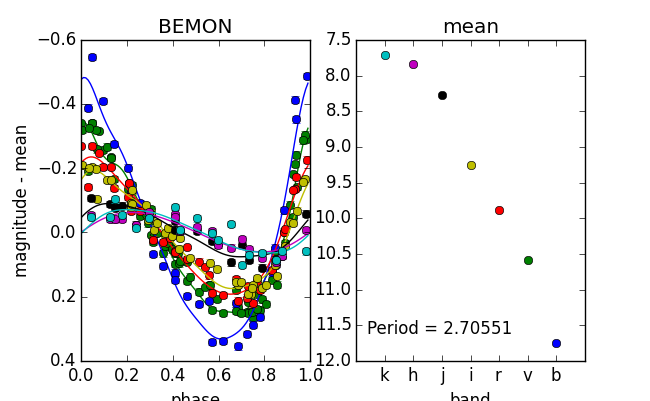 BEMON
mean
−0.6
−0.4
−0.2
0.0
0.2
0.4
magnitude - mean
0.0 0.2 0.4 0.6 0.8 1.0
phase
7.5
8.0
8.5
9.0
9.5
10.0
10.5
11.0
11.5
12.0
Period = 2.70551
k h j i r v b
band